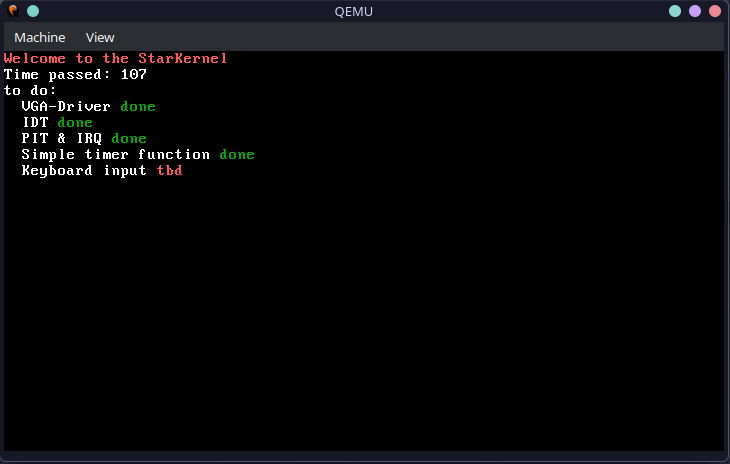 QEMU
Machine View
Welcome to the StarKernel
Time passed: 107
to do:
VGA-Driver done
IDT done
PIT & IRQ done
Simple timer function done
Keyboard input tbd